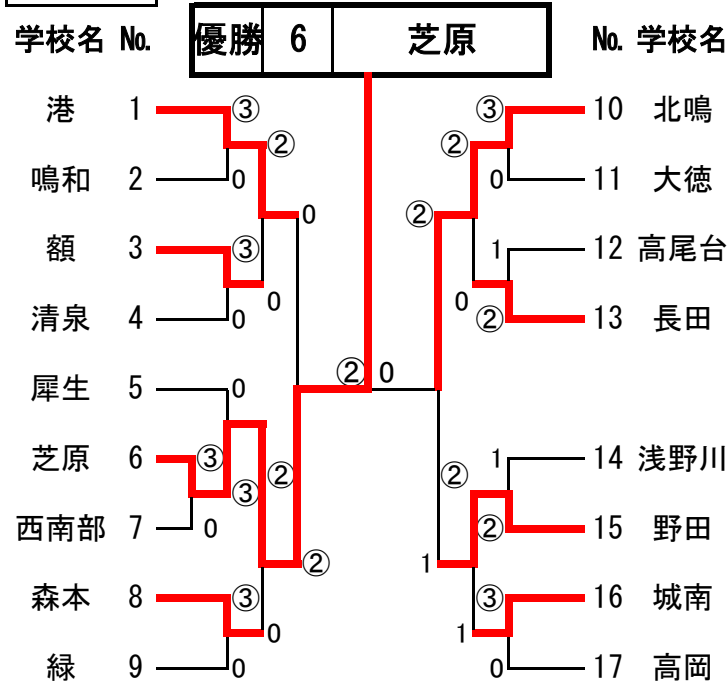 優勝 6 芝原
学校名 No. No. 学校名
港 1 ③ ③ 10 北鳴
② ②
鳴和 2 0 0 11 大徳
0 ②
額 3 ③ 1 12 高尾台
0 0
清泉 4 0 ② 13 長田
② 0
犀生 5 0
芝原 6 ③ ② ② 1 14 浅野川
③
西南部 7 0 ② 15 野田
② 1
森本 8 ③ ③ 16 城南
0 1
緑 9 0 0 17 高岡